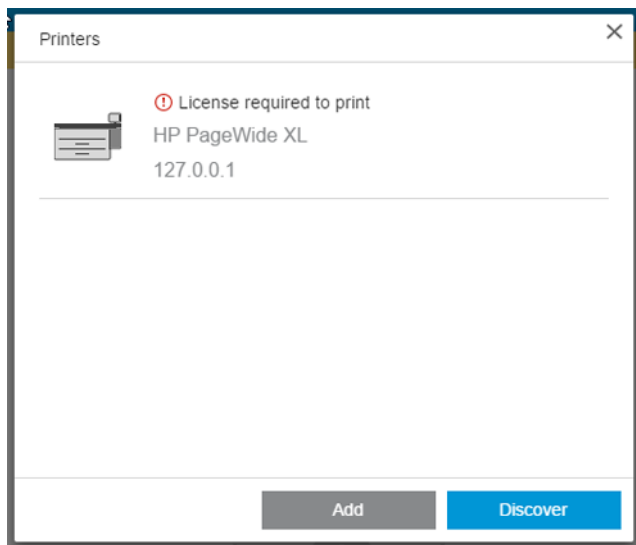 Printers
License required to print
HP PageWide XL
127.0.0.1
Add
Discover